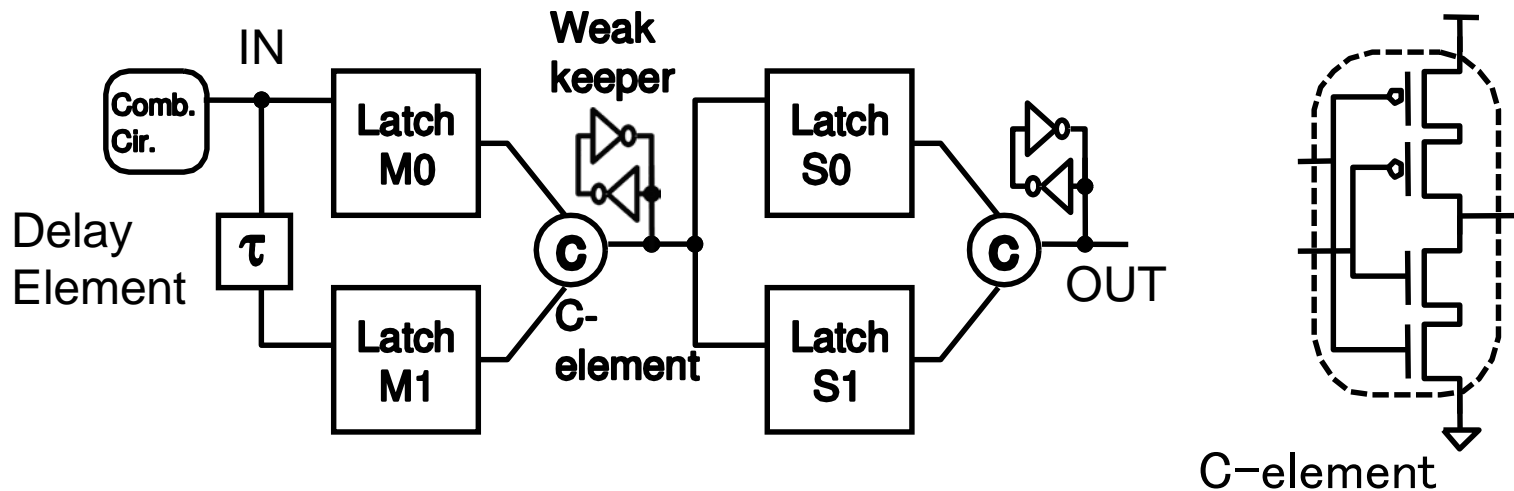 IN
Weak
keeper
Comb.
Cir.
Latch
M0
Latch
S0
Delay
Element
τ
C
C
OUT
C-
element
Latch
M1
Latch
S1
C-element